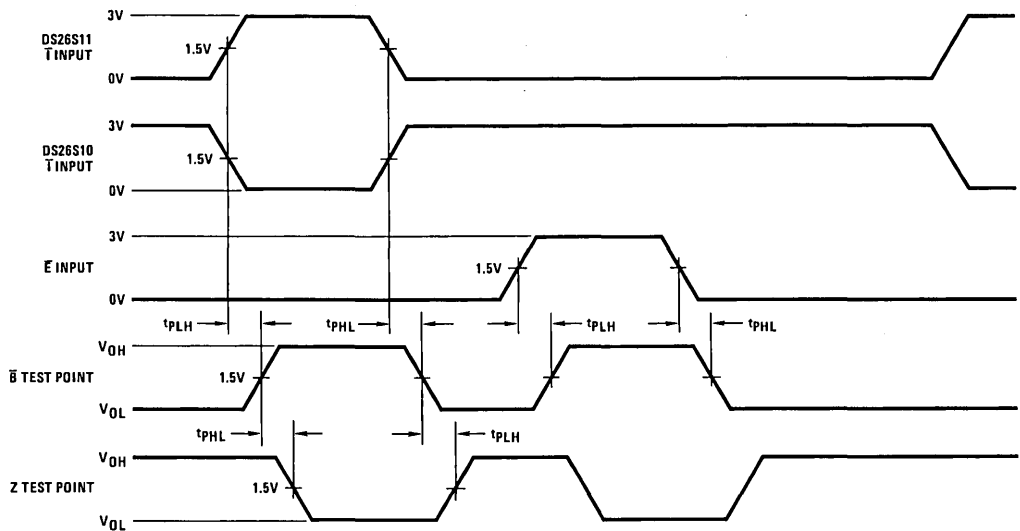 3V
DS26S11
Ī INPUT
1.5V
0V
3V
DS26S10
Ī INPUT
1.5V
0V
3V
Ē INPUT
1.5V
0V
tPLH
tPHL
tPLH
tPHL
VOH
B̄ TEST POINT
1.5V
VOL
tPHL
tPLH
VOH
Z TEST POINT
1.5V
VOL